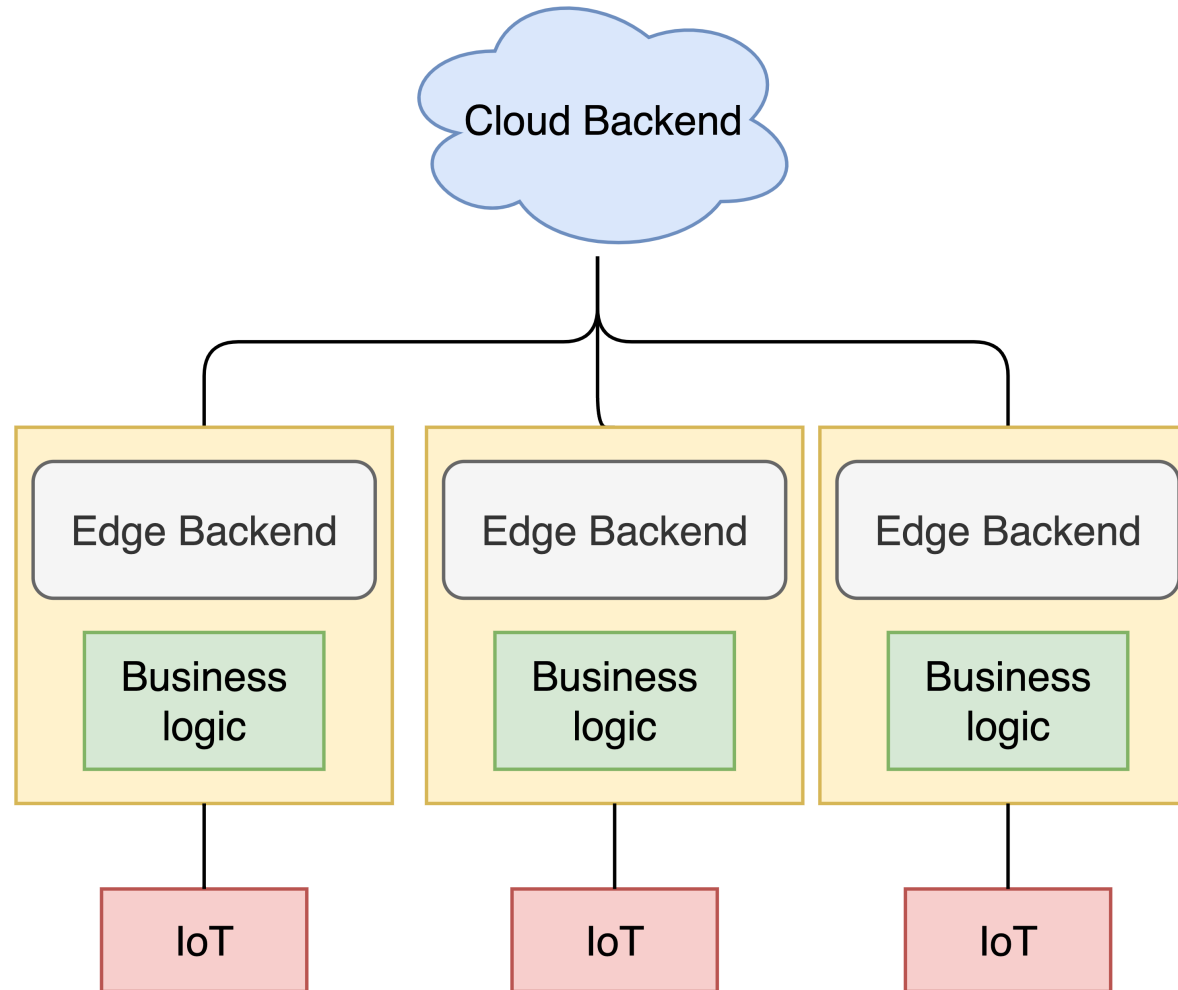 Cloud Backend
Edge Backend
Edge Backend
Edge Backend
Business
logic
Business
logic
Business
logic
IoT
IoT
IoT